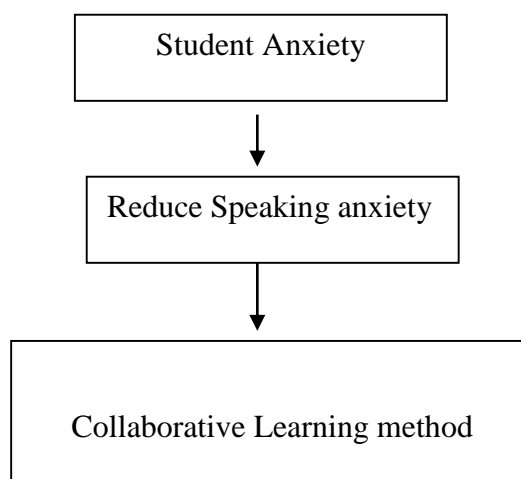 Student Anxiety
Reduce Speaking anxiety
Collaborative Learning method